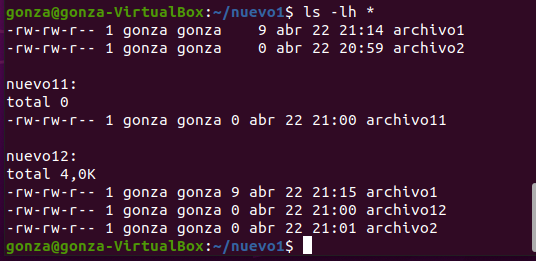 gonza@gonza-VirtualBox:~/nuevo1$ ls -lh *
-rw-rw-r-- 1 gonza gonza    9 abr 22 21:14 archivo1
-rw-rw-r-- 1 gonza gonza    0 abr 22 20:59 archivo2

nuevo11:
total 0
-rw-rw-r-- 1 gonza gonza 0 abr 22 21:00 archivo11

nuevo12:
total 4,0K
-rw-rw-r-- 1 gonza gonza 9 abr 22 21:15 archivo1
-rw-rw-r-- 1 gonza gonza 0 abr 22 21:00 archivo12
-rw-rw-r-- 1 gonza gonza 0 abr 22 21:01 archivo2
gonza@gonza-VirtualBox:~/nuevo1$